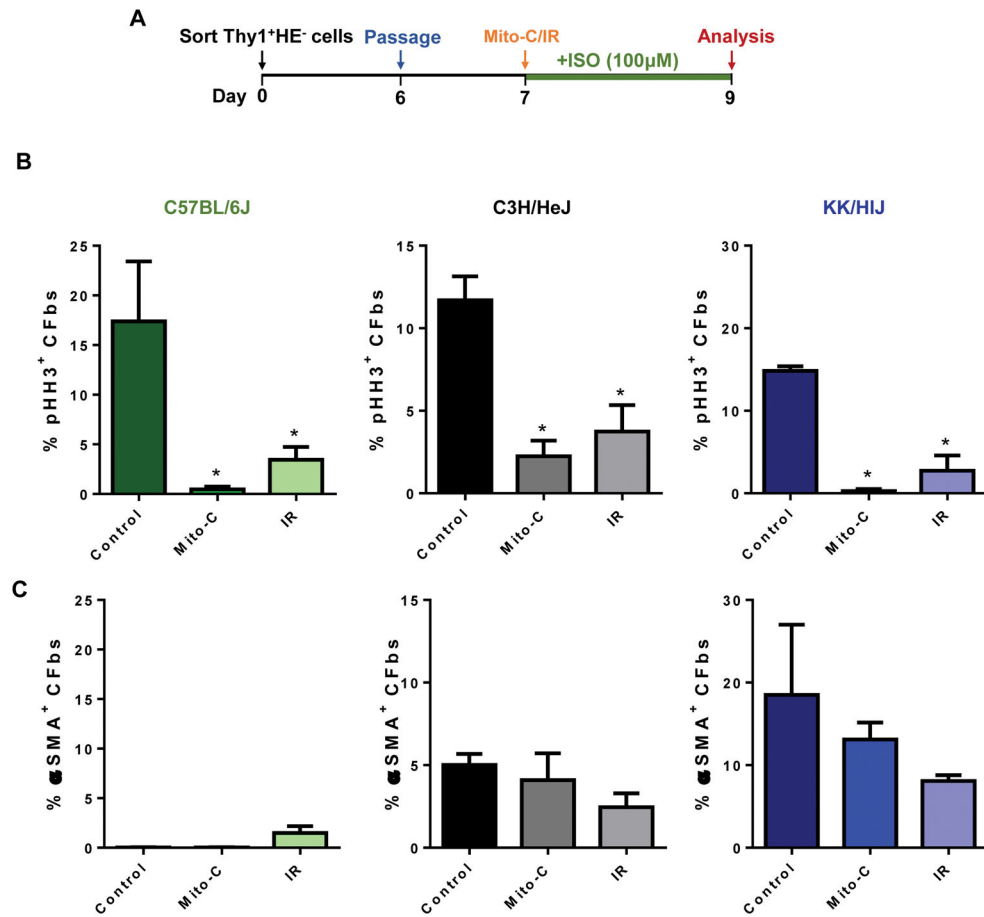 A
Sort Thy1⁺HE⁻ cells Passage Mito-C/IR Analysis
+ISO (100µM)
Day 0 6 7 9
B
C57BL/6J C3H/HeJ KK/HIJ
% pHH3⁺ CFbs
25
20
15
10
5
0
*
*
Control Mito-C IR
% pHH3⁺ CFbs
15
10
5
0
*
*
Control Mito-C IR
% pHH3⁺ CFbs
30
20
10
0
*
*
Control Mito-C IR
C
% αSMA⁺ CFbs
25
20
15
10
5
0
Control Mito-C IR
% αSMA⁺ CFbs
15
10
5
0
Control Mito-C IR
% αSMA⁺ CFbs
30
20
10
0
Control Mito-C IR